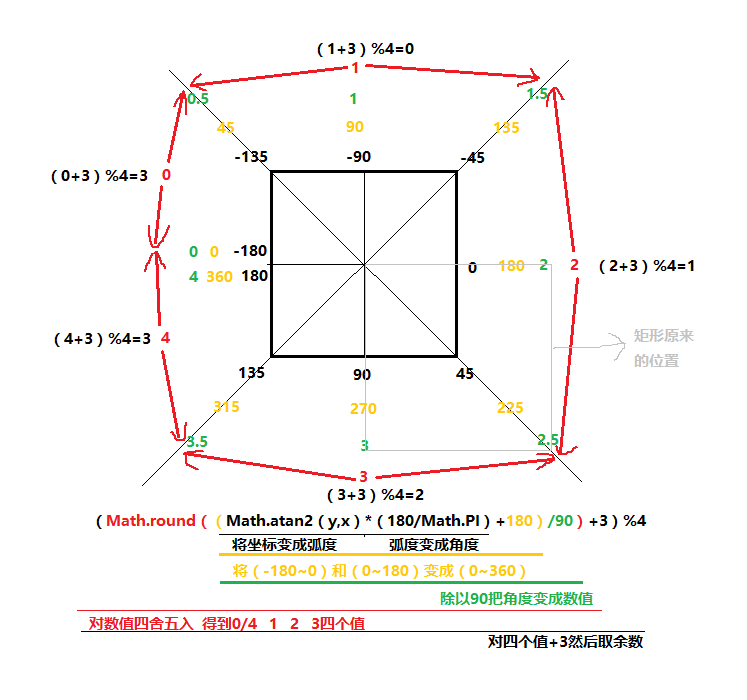 （1+3）%4=0
1
0.5 1 1.5
45 90 135
-135 -90 -45
（0+3）%4=3 0
0 0 -180
4 360 180
0 180 2 2 （2+3）%4=1
矩形原来
的位置
（4+3）%4=3 4
135 90 45
315 270 225
3.5 3 2.5
3
（3+3）%4=2
（Math.round（（Math.atan2（y,x）*（180/Math.PI）+180）/90）+3）%4
将坐标变成弧度 弧度变成角度
将（-180~0）和（0~180）变成（0~360）
除以90把角度变成数值
对数值四舍五入 得到0/4 1 2 3四个值
对四个值+3然后取余数